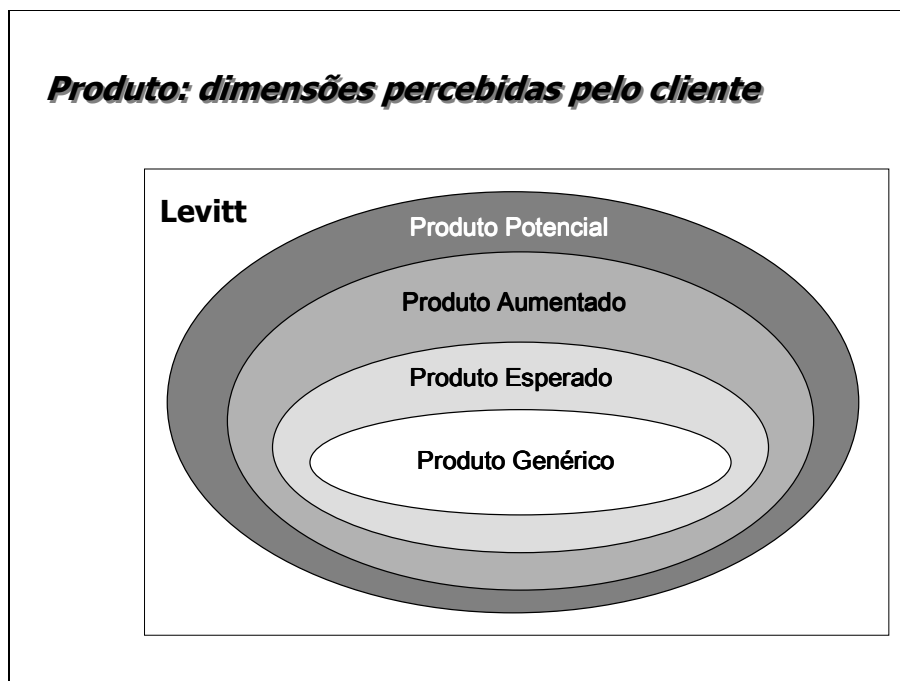 Produto: dimensões percebidas pelo cliente
Levitt
Produto Potencial
Produto Aumentado
Produto Esperado
Produto Genérico